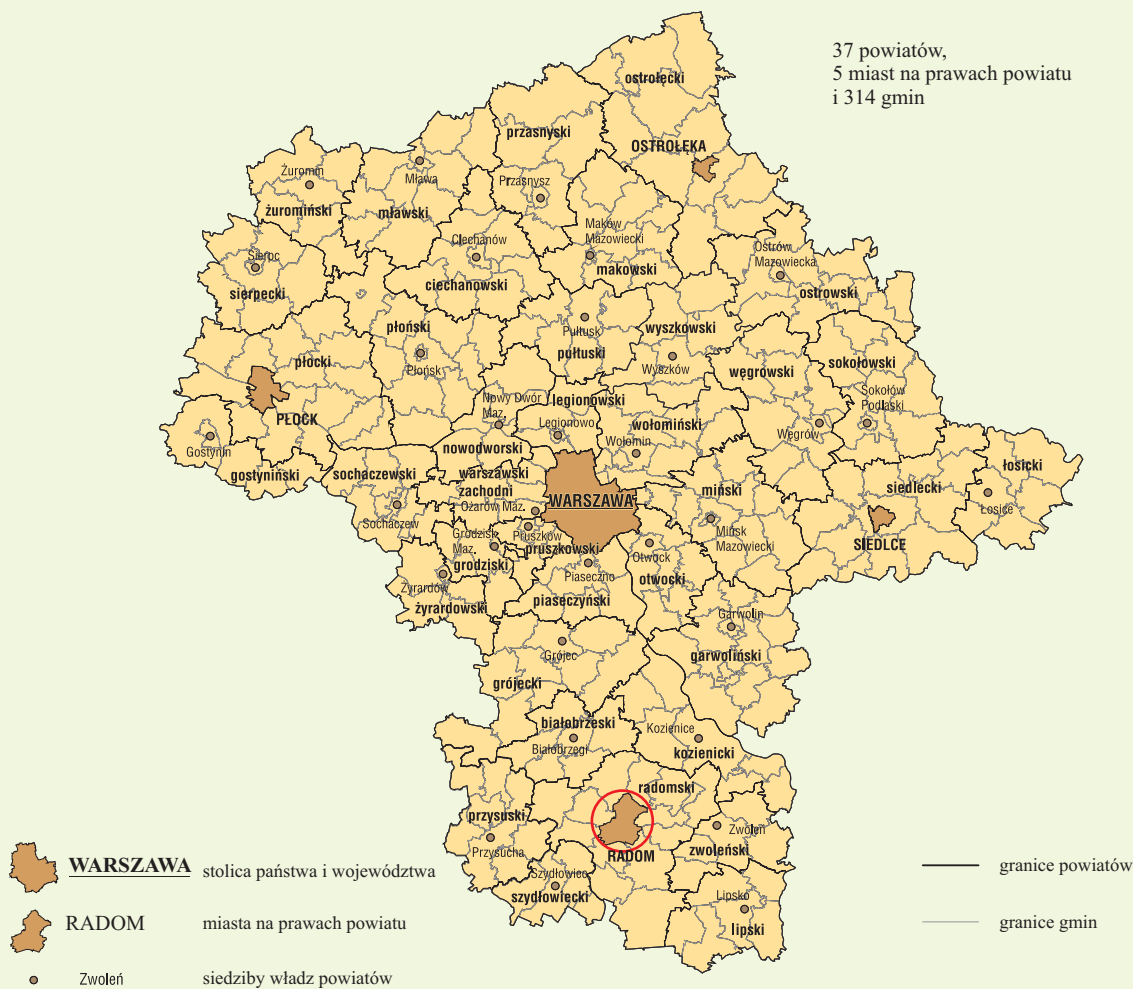 37 powiatów,
5 miast na prawach powiatu
i 314 gmin
ostrołęcki
przasnyski
OSTROŁĘKA
Żuromin
Mława
Przasnysz
żuromiński
mławski
Maków
Mazowiecki
Ciechanów
Ostrów
Mazowiecka
Sierpc
makowski
sierpecki
ciechanowski
ostrowski
płoński
Pułtusk
wyszkowski
płocki
Płońsk
pułtuski
Wyszków
węgrowski
sokołowski
Nowy Dwór
Maz.
legionowski
Sokołów
Podlaski
PŁOCK
Legionowo
wołomiński
Węgrów
Gostynin
nowodworski
Wołomin
gostyniński
sochaczewski
warszawski
zachodni
miński
siedlecki
łosicki
WARSZAWA
Ożarów Maz.
Łosice
Sochaczew
Grodzisk
Maz.
Pruszków
Mińsk
Mazowiecki
SIEDLCE
pruszkowski
Otwock
grodziski
Piaseczno
otwocki
Żyrardów
żyrardowski
piaseczyński
Garwolin
Grójec
garwoliński
grójecki
białobrzeski
Kozienice
Białobrzegi
kozienicki
radomski
przysuski
Zwoleń
Przysucha
RADOM
zwoleński
Szydłowiec
szydłowiecki
Lipsko
lipski
WARSZAWA stolica państwa i województwa
RADOM miasta na prawach powiatu
Zwoleń siedziby władz powiatów
granice powiatów
granice gmin